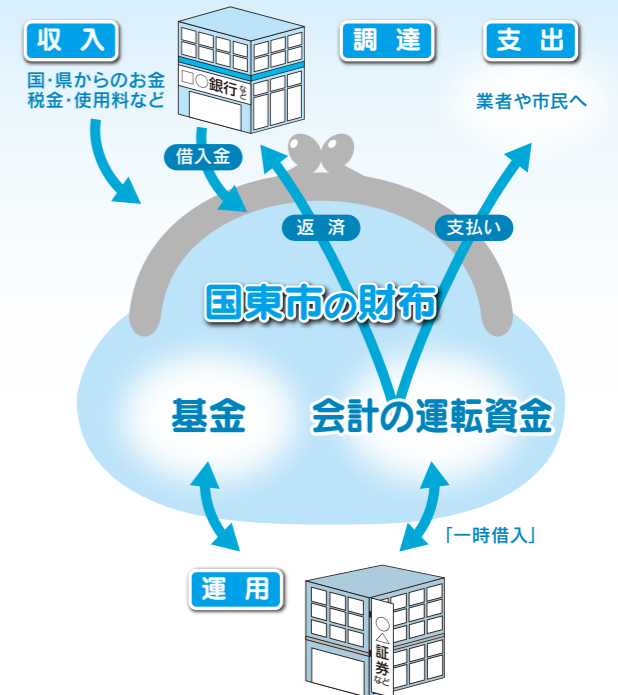 収入
調達
支出
国・県からのお金
税金・使用料など
□○銀行など
業者や市民へ
借入金
返済
支払い
国東市の財布
基金
会計の運転資金
「一時借入」
運用
○△証券など